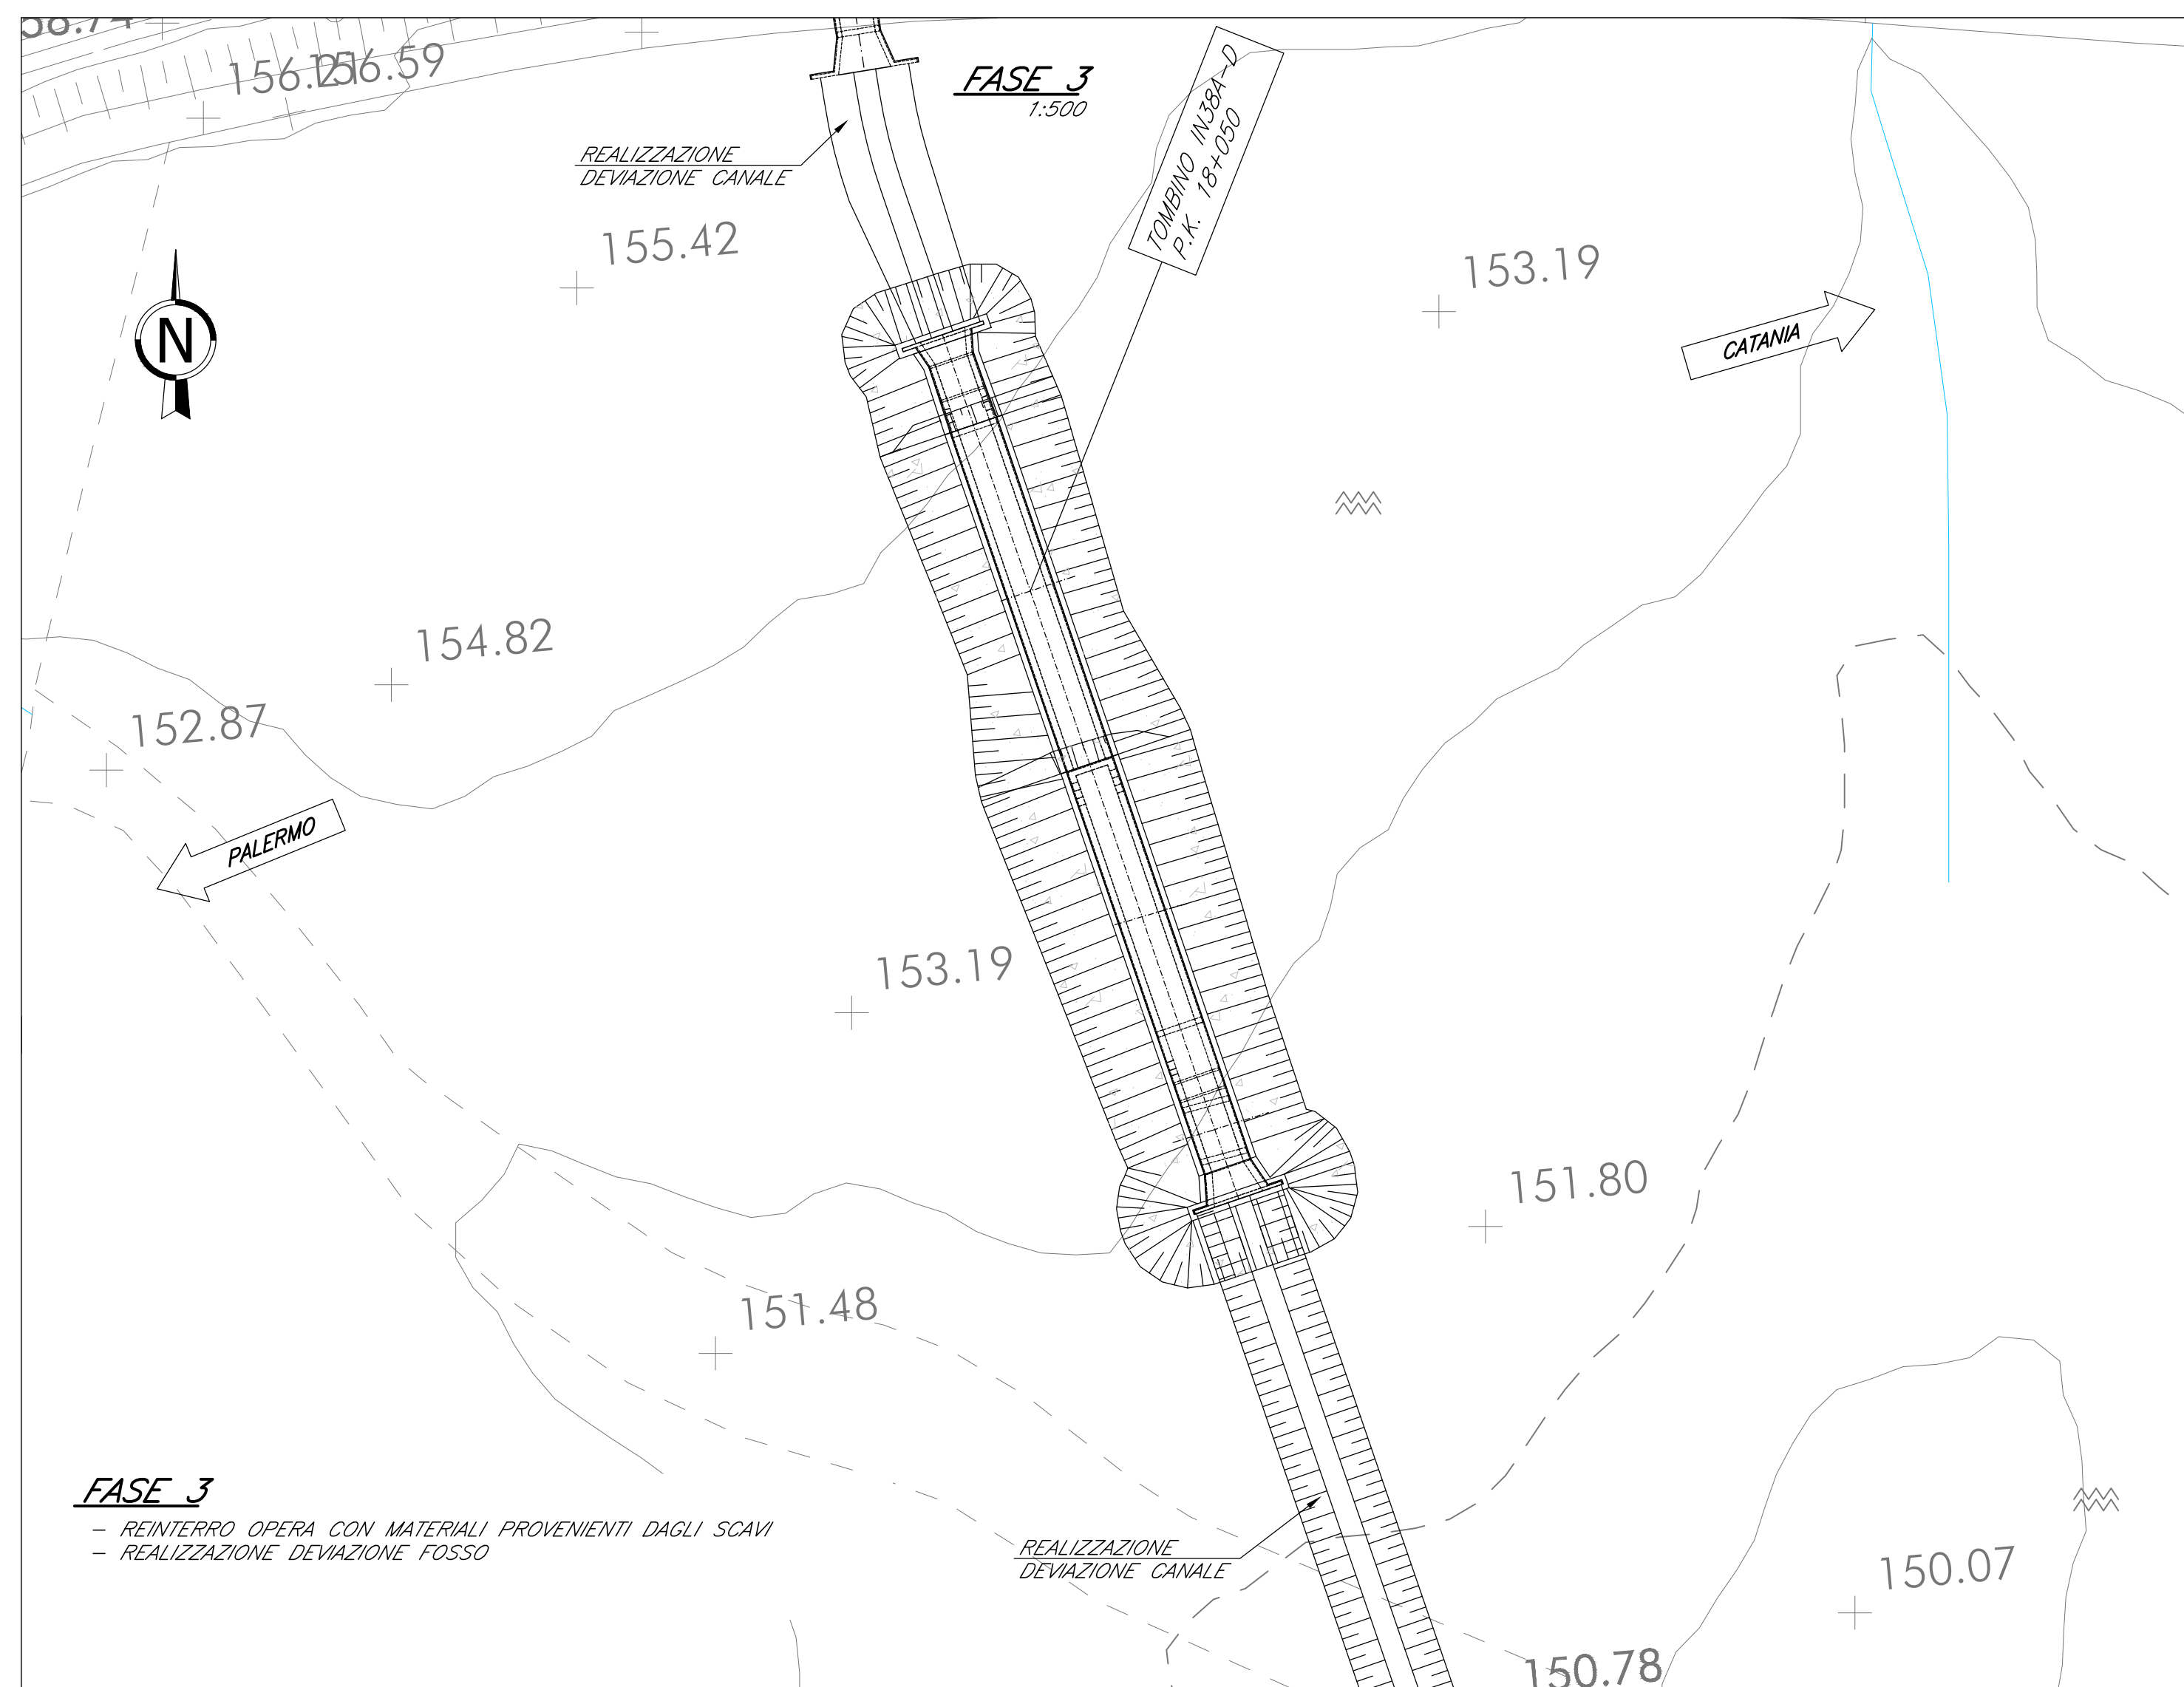 156.21
156.59
FASE 3
1:500
TOMBINO IN38A-D
P.K. 18+050
REALIZZAZIONE
DEVIAZIONE CANALE
155.42
153.19
N
CATANIA
154.82
152.87
PALERMO
153.19
151.80
151.48
FASE 3
- REINTERRO OPERA CON MATERIALI PROVENIENTI DAGLI SCAVI
- REALIZZAZIONE DEVIAZIONE FOSSO
REALIZZAZIONE
DEVIAZIONE CANALE
150.07
150.78